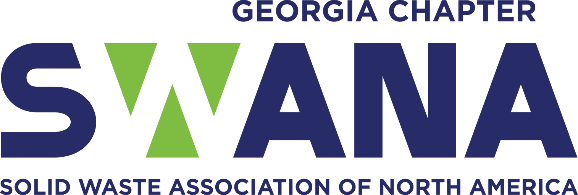 GEORGIA CHAPTER
SWANA
SOLID WASTE ASSOCIATION OF NORTH AMERICA